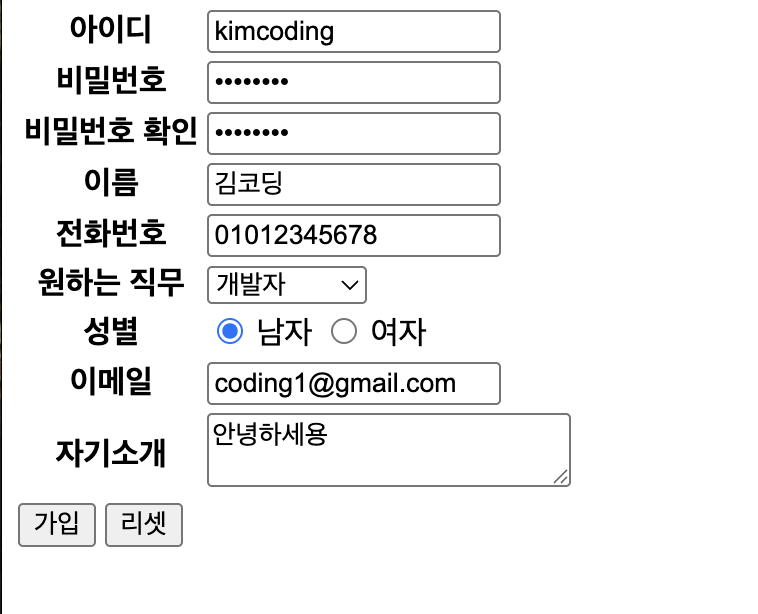 아이디 kimcoding
비밀번호 ••••••••
비밀번호 확인 ••••••••
이름 김코딩
전화번호 01012345678
원하는 직무 개발자
성별 남자 여자
이메일 coding1@gmail.com
자기소개 안녕하세용
가입 리셋